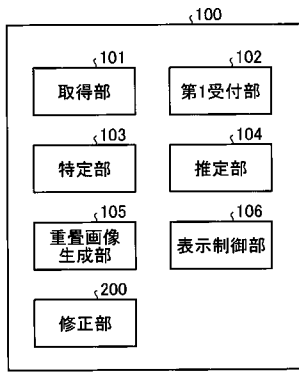 100
101
102
取得部
第1受付部
103
104
特定部
推定部
105
106
重畳画像
生成部
表示制御部
200
修正部